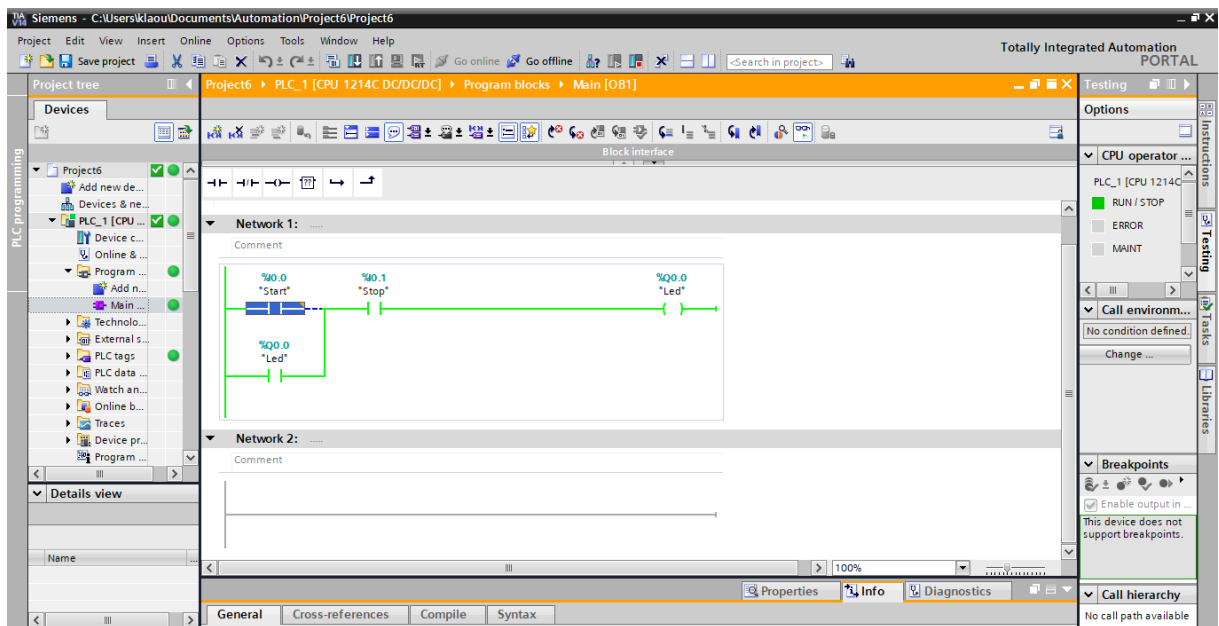 Siemens - C:\Users\klaou\Documents\Automation\Project6\Project6
Project Edit View Insert Online Options Tools Window Help
Totally Integrated Automation
PORTAL
Save project
Go online
Go offline
<Search in project>
Project tree
Project6 PLC_1 [CPU 1214C DC/DC/DC] Program blocks Main [OB1]
Testing
Devices
Options
PLC programming
Block interface
Project6
Add new de...
Devices & ne...
PLC_1 [CPU ...
Device c...
Online & ...
Program ...
Add n...
Main ...
Technolo...
External s...
PLC tags
PLC data ...
Watch an...
Online b...
Traces
Device pr...
Program ...
Details view
Name
...
Network 1: .....
Comment
%I0.0
"Start"
%I0.1
"Stop"
%Q0.0
"Led"
%Q0.0
"Led"
Network 2: .....
Comment
100%
Properties Info Diagnostics
General Cross-references Compile Syntax
CPU operator ...
PLC_1 [CPU 1214C
RUN / STOP
ERROR
MAINT
Call environm...
No condition defined.
Change ...
Breakpoints
Enable output in ...
This device does not
support breakpoints.
Call hierarchy
No call path available
Instructions
Testing
Tasks
Libraries